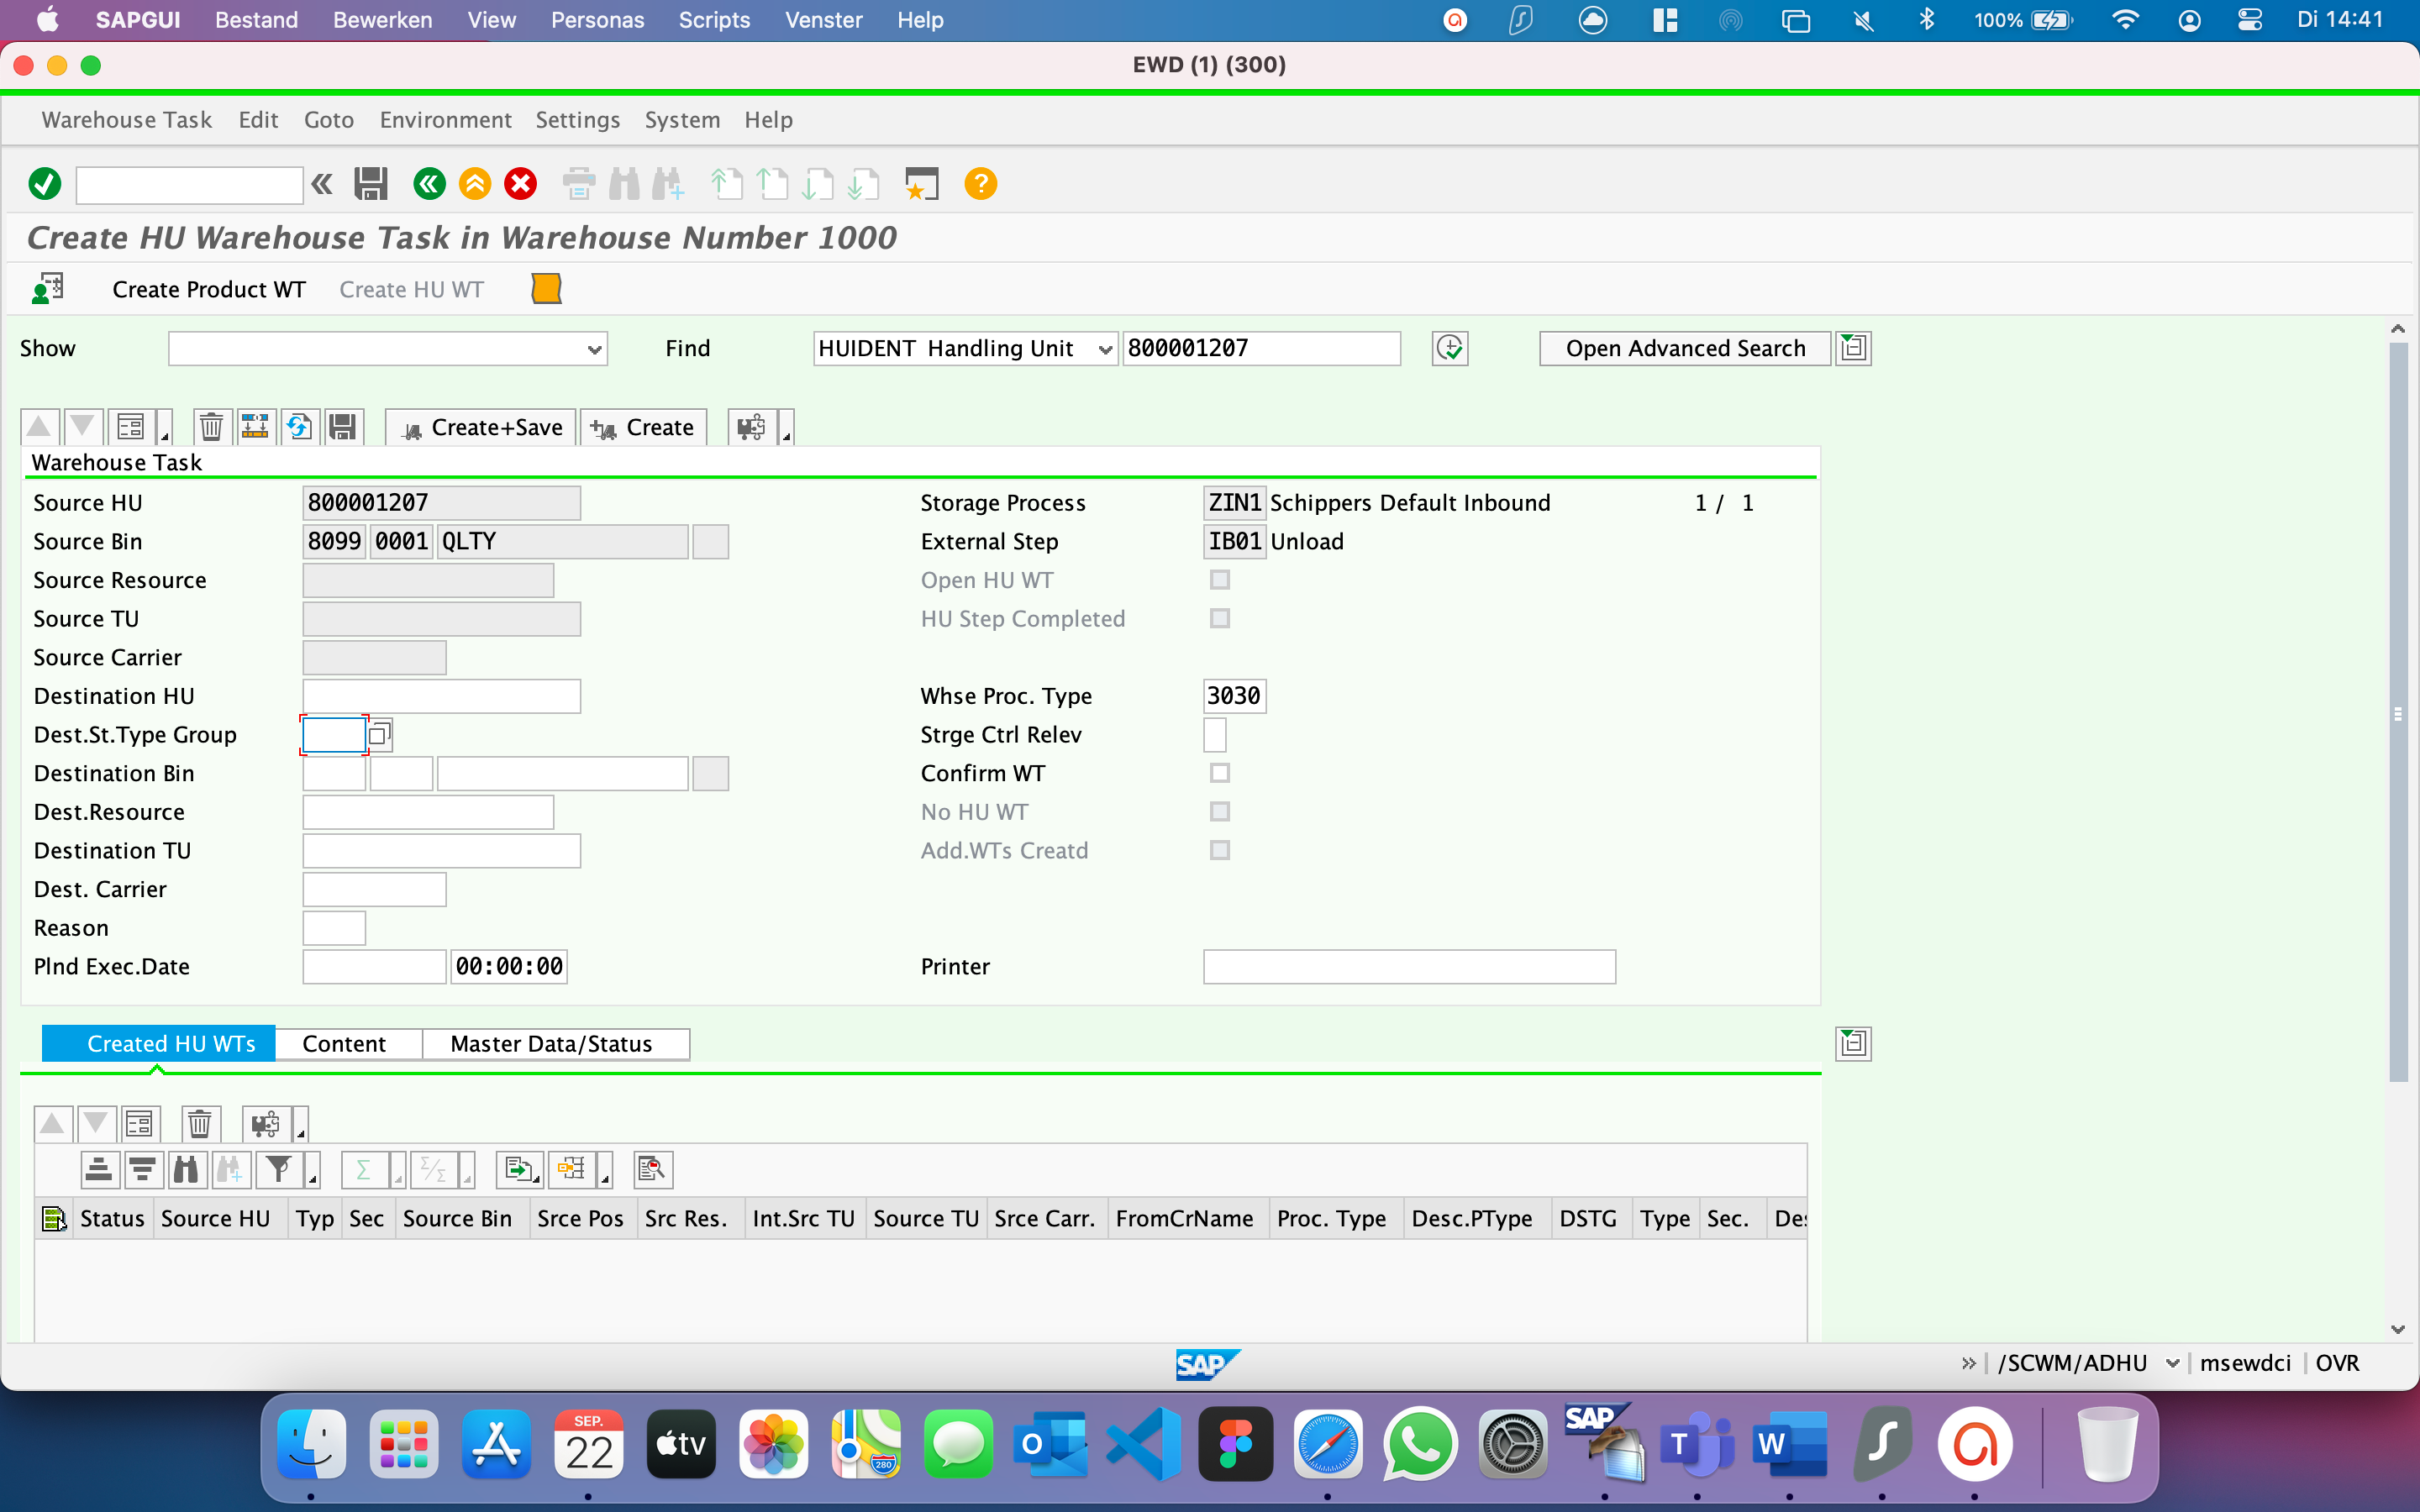 SAPGUI Bestand Bewerken View Personas Scripts Venster Help 100% Di 14:41
EWD (1) (300)
Warehouse Task Edit Goto Environment Settings System Help
Create HU Warehouse Task in Warehouse Number 1000
Create Product WT Create HU WT
Show Find HUIDENT Handling Unit 800001207 Open Advanced Search
Create+Save Create
Warehouse Task
Source HU 800001207 Storage Process ZIN1 Schippers Default Inbound 1 / 1
Source Bin 8099 0001 QLTY External Step IB01 Unload
Source Resource Open HU WT
Source TU HU Step Completed
Source Carrier
Destination HU Whse Proc. Type 3030
Dest.St.Type Group Strge Ctrl Relev
Destination Bin Confirm WT
Dest.Resource No HU WT
Destination TU Add.WTs Creatd
Dest. Carrier
Reason
Plnd Exec.Date 00:00:00 Printer
Created HU WTs Content Master Data/Status
Status Source HU Typ Sec Source Bin Srce Pos Src Res. Int.Src TU Source TU Srce Carr. FromCrName Proc. Type Desc.PType DSTG Type Sec. Des
SAP /SCWM/ADHU msewdci OVR
SEP.
22
tv
280
SAP
O
T
W